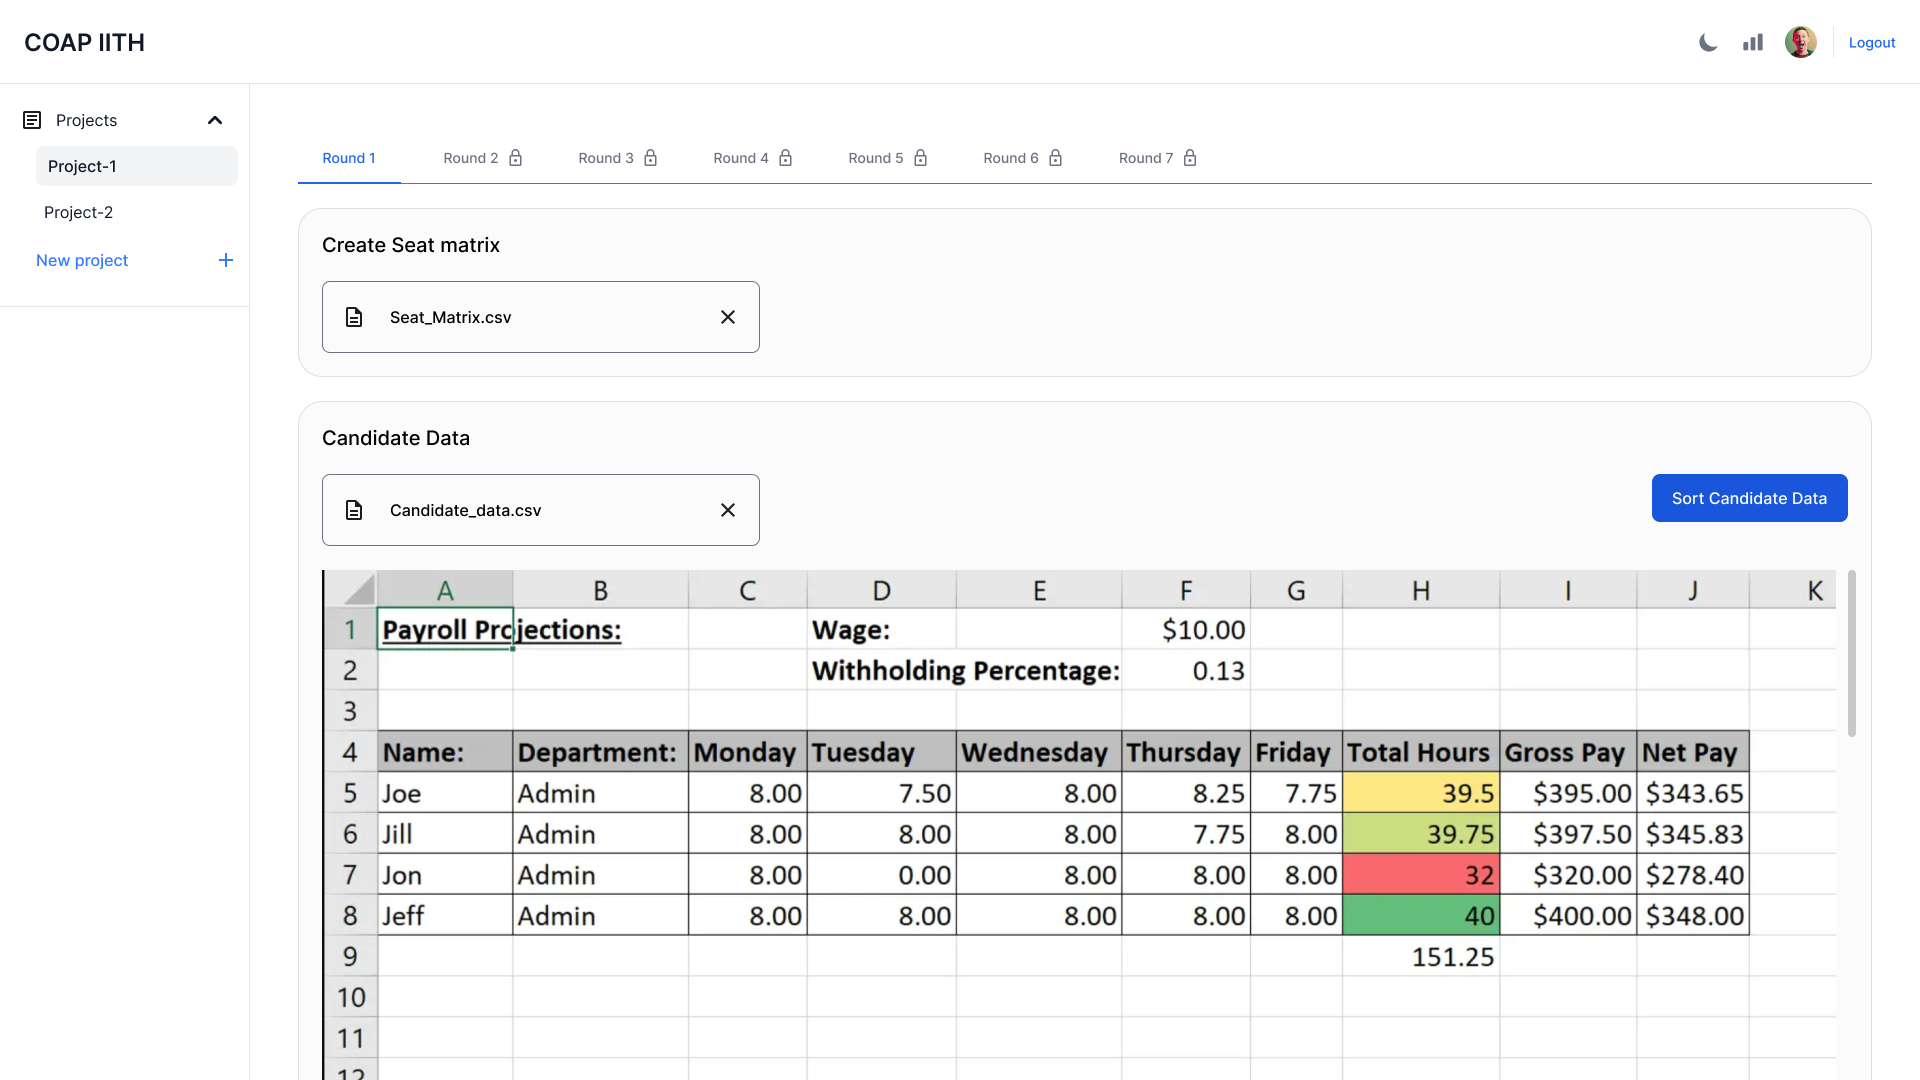 COAP IITH
Logout
Projects
Project-1
Project-2
New project
Round 1 Round 2 Round 3 Round 4 Round 5 Round 6 Round 7
Create Seat matrix
Seat_Matrix.csv
Candidate Data
Candidate_data.csv
Sort Candidate Data
A B C D E F G H I J K
1 Payroll Projections: Wage: $10.00
2 Withholding Percentage: 0.13
3
4 Name: Department: Monday Tuesday Wednesday Thursday Friday Total Hours Gross Pay Net Pay
5 Joe Admin 8.00 7.50 8.00 8.25 7.75 39.5 $395.00 $343.65
6 Jill Admin 8.00 8.00 8.00 7.75 8.00 39.75 $397.50 $345.83
7 Jon Admin 8.00 0.00 8.00 8.00 8.00 32 $320.00 $278.40
8 Jeff Admin 8.00 8.00 8.00 8.00 8.00 40 $400.00 $348.00
9 151.25
10
11
12